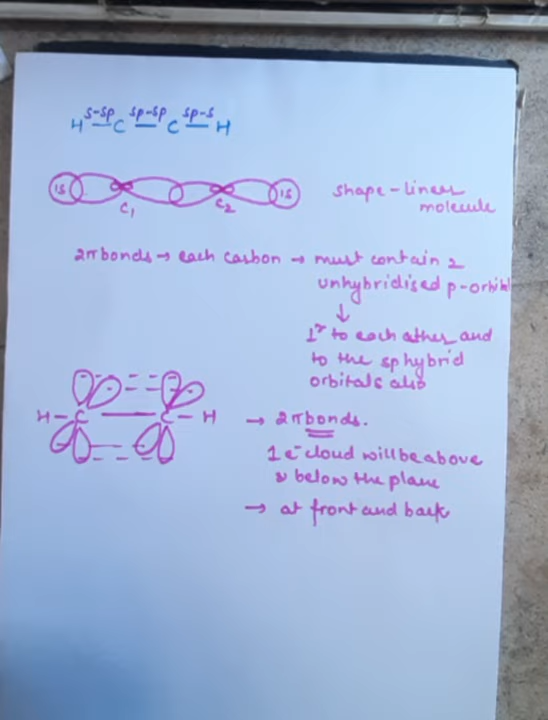 s-sp sp-sp sp-s
H — C — C — H
1S 1S
C₁ C₂
shape-linear
molecule
2π bonds → each carbon → must contain 2
unhybridised p-orbital
↓
1ʳ to each other and
to the sp hybrid
orbitals also
H-C — C-H
→ 2π bonds.
1 e⁻ cloud will be above
& below the plane
→ at front and back